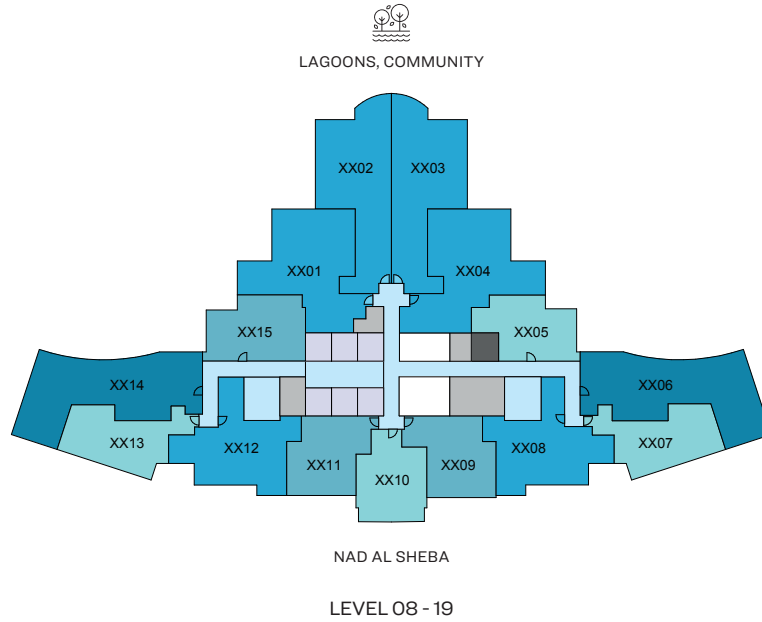 LAGOONS, COMMUNITY
XX02
XX03
XX01
XX04
XX15
XX05
XX14
XX06
XX13
XX12
XX11
XX10
XX09
XX08
XX07
NAD AL SHEBA
LEVEL 08 - 19